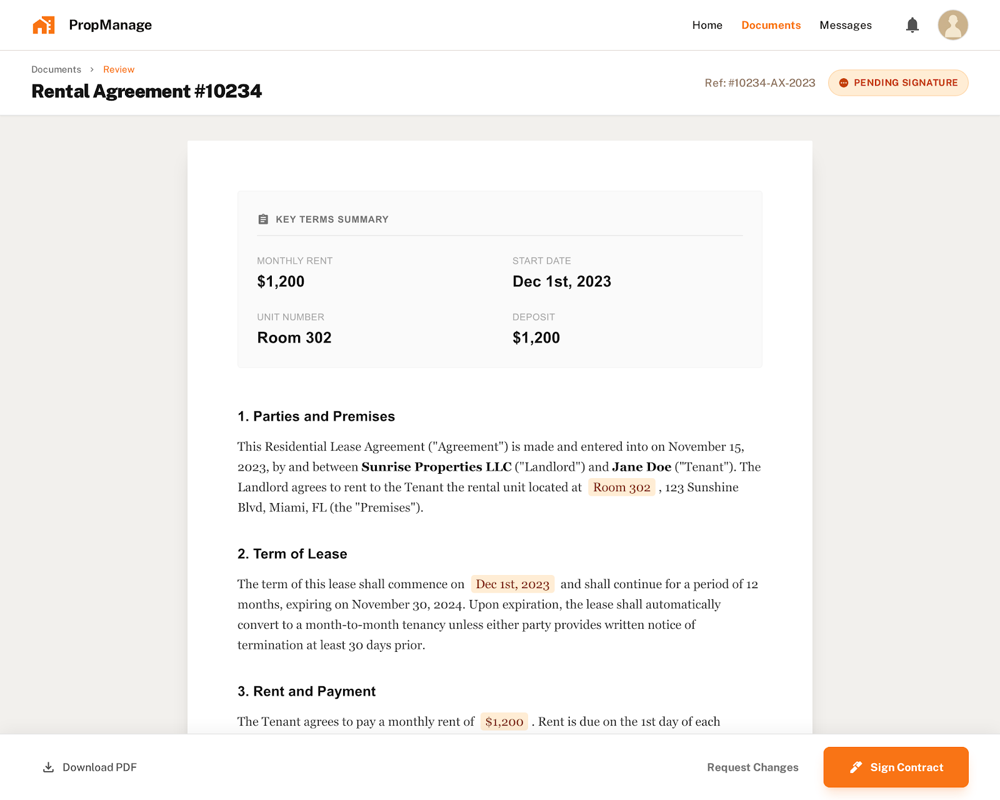 PropManage
Home
Documents
Messages
Documents › Review
Rental Agreement #10234
Ref: #10234-AX-2023
PENDING SIGNATURE
KEY TERMS SUMMARY
MONTHLY RENT
$1,200
START DATE
Dec 1st, 2023
UNIT NUMBER
Room 302
DEPOSIT
$1,200
1. Parties and Premises
This Residential Lease Agreement ("Agreement") is made and entered into on November 15,
2023, by and between Sunrise Properties LLC ("Landlord") and Jane Doe ("Tenant"). The
Landlord agrees to rent to the Tenant the rental unit located at Room 302 , 123 Sunshine
Blvd, Miami, FL (the "Premises").
2. Term of Lease
The term of this lease shall commence on Dec 1st, 2023 and shall continue for a period of 12
months, expiring on November 30, 2024. Upon expiration, the lease shall automatically
convert to a month-to-month tenancy unless either party provides written notice of
termination at least 30 days prior.
3. Rent and Payment
The Tenant agrees to pay a monthly rent of $1,200 . Rent is due on the 1st day of each
Download PDF
Request Changes
Sign Contract